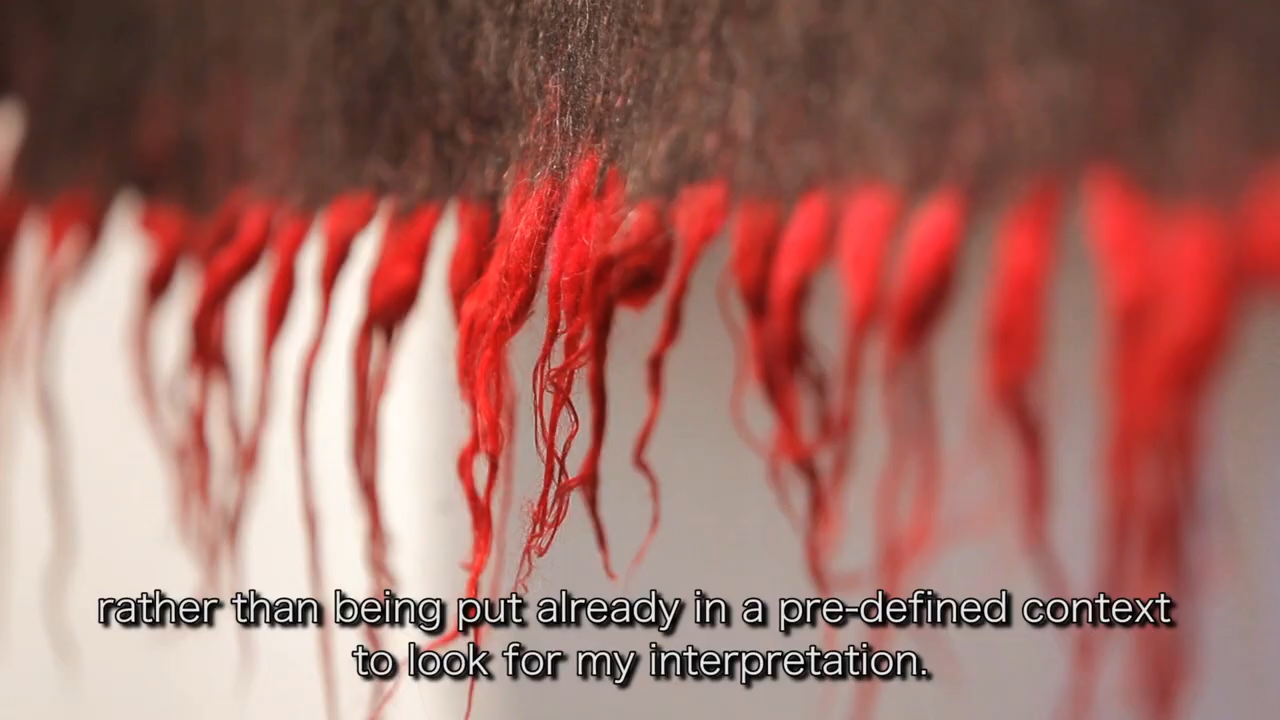 rather than being put already in a pre-defined context
to look for my interpretation.